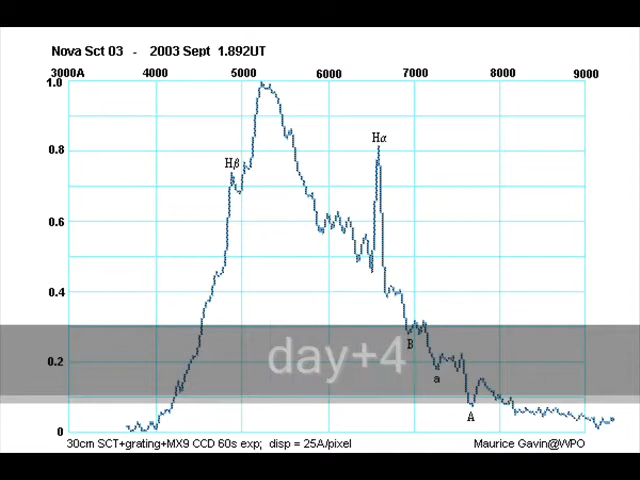 Nova Sct 03 - 2003 Sept 1.892UT
3000A 4000 5000 6000 7000 8000 9000
1.0
0.8
0.6
0.4
0.2
0
Hβ
Hα
B
a
A
day+4
30cm SCT+grating+MX9 CCD 60s exp; disp = 25A/pixel
Maurice Gavin@WPO